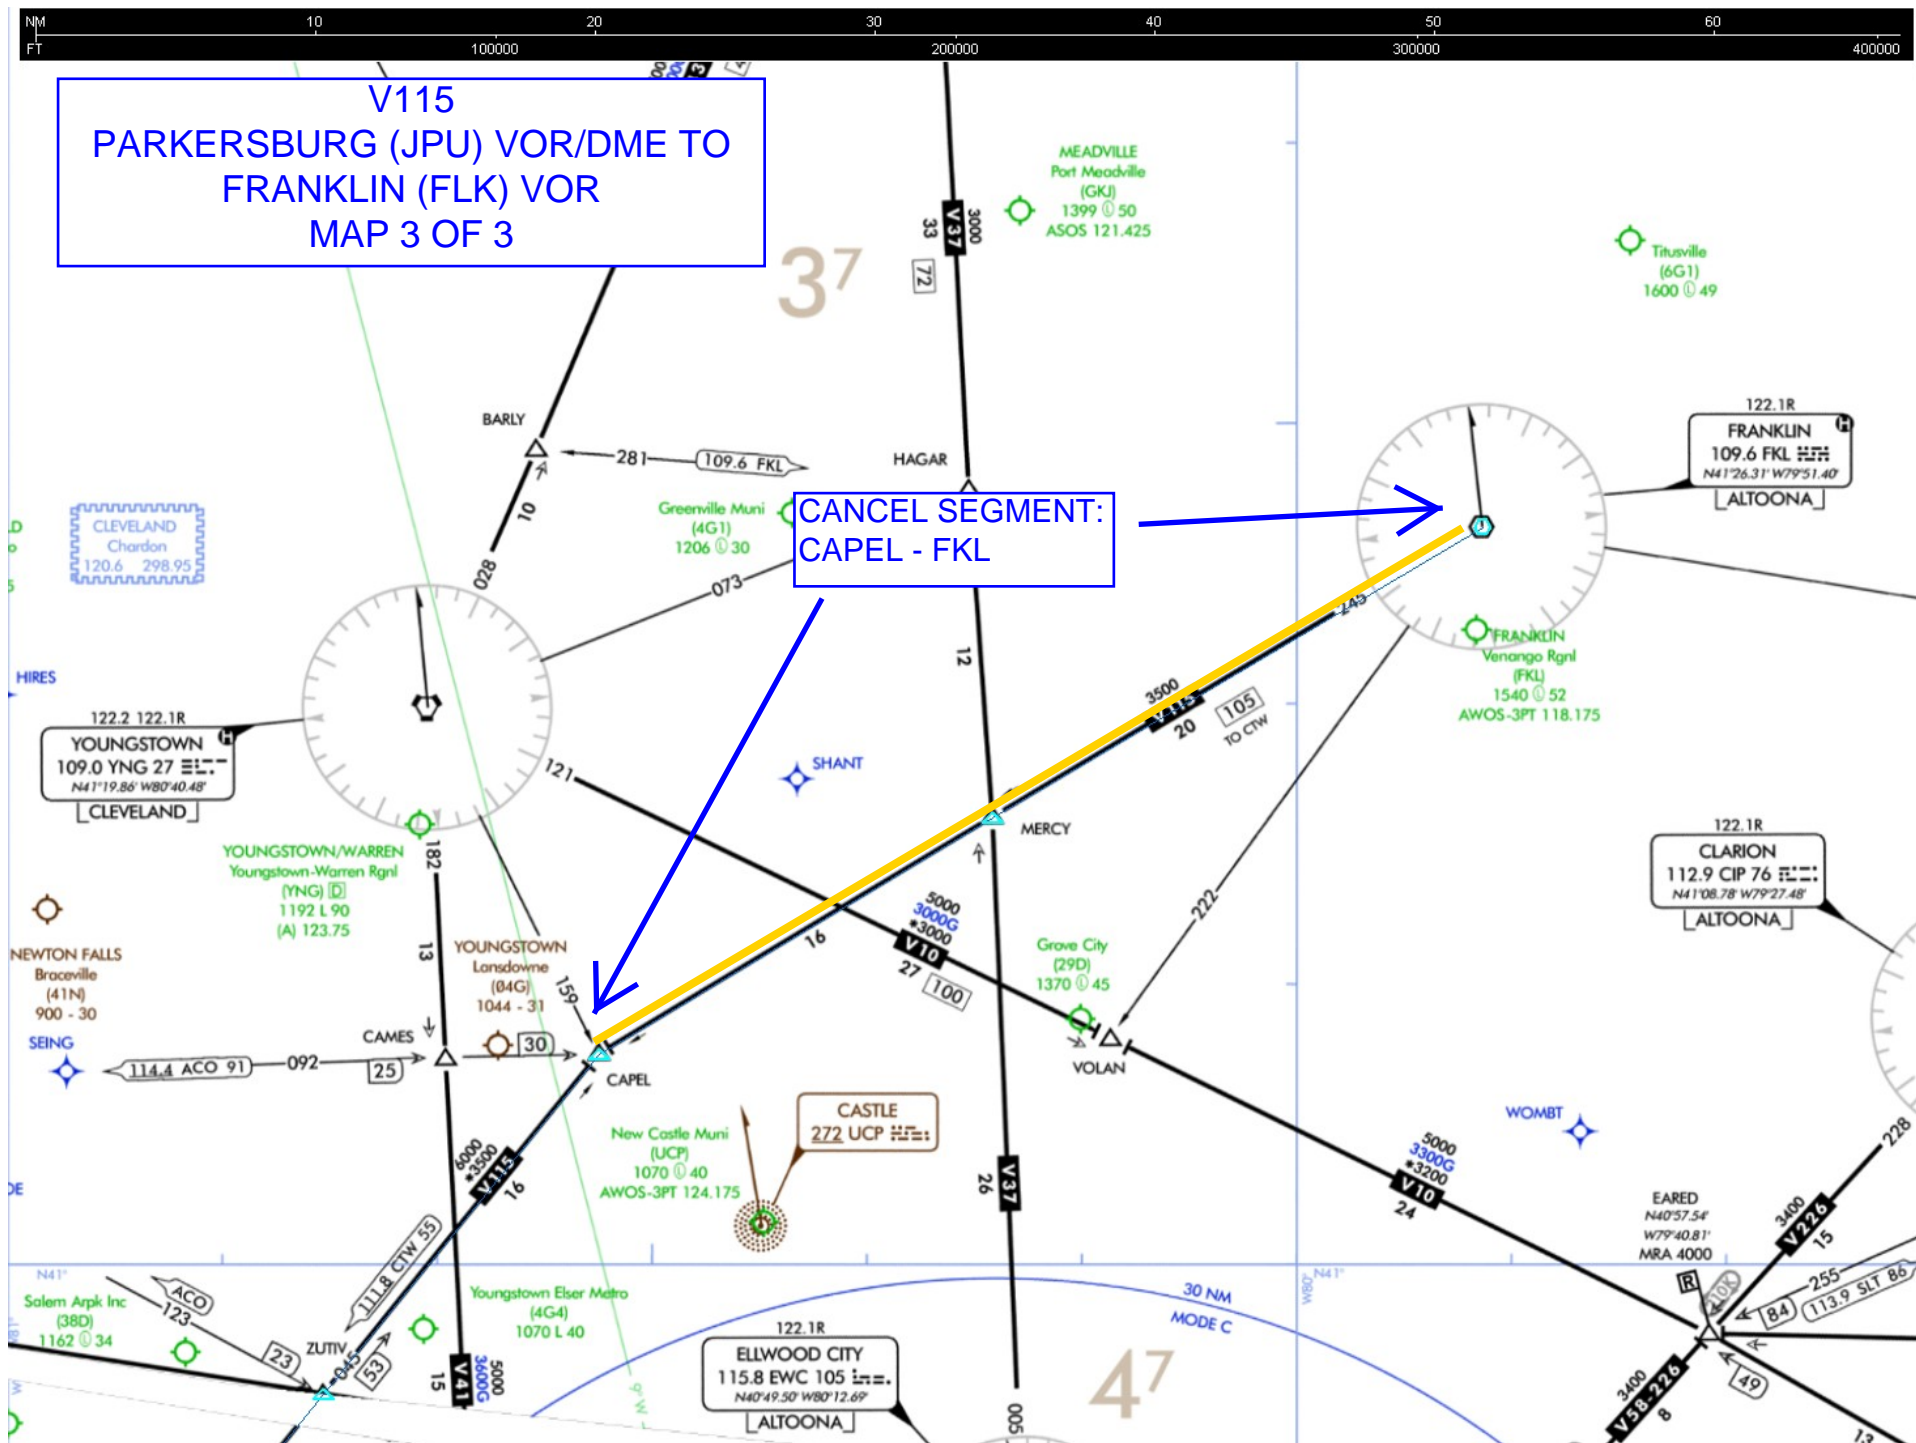 NM 10 20 30 40 50 60
FT 100000 200000 300000 400000
V115
PARKERSBURG (JPU) VOR/DME TO
FRANKLIN (FLK) VOR
MAP 3 OF 3
3000
V37
33
72
MEADVILLE
Port Meadville
(GKJ)
1399 Ⓛ 50
ASOS 121.425
Titusville
(6G1)
1600 Ⓛ 49
3⁷
BARLY
281
109.6 FKL
HAGAR
10
028
122.1R
FRANKLIN
109.6 FKL
N41°26.31' W79°51.40'
ALTOONA
H
CLEVELAND
Chardon
120.6 298.95
Greenville Muni
(4G1)
1206 Ⓛ 30
CANCEL SEGMENT:
CAPEL - FKL
073
12
HIRES
122.2 122.1R
H
YOUNGSTOWN
109.0 YNG 27
N41°19.86' W80°40.48'
CLEVELAND
121
SHANT
3500
20
105
TO CTW
FRANKLIN
Venango Rgnl
(FKL)
1540 Ⓛ 52
AWOS-3PT 118.175
MERCY
182
YOUNGSTOWN/WARREN
Youngstown-Warren Rgnl
(YNG) D
1192 L 90
(A) 123.75
122.1R
CLARION
112.9 CIP 76
N41°08.78' W79°27.48'
ALTOONA
222
16
5000
3000G
*3000
V10
27
100
Grove City
(29D)
1370 Ⓛ 45
13
NEWTON FALLS
Braceville
(41N)
900 - 30
YOUNGSTOWN
Lansdowne
(04G)
1044 - 31
159
SEING
CAMES
30
114.4 ACO 91
092
25
CAPEL
VOLAN
CASTLE
272 UCP
New Castle Muni
(UCP)
1070 Ⓛ 40
AWOS-3PT 124.175
WOMBT
228
6000
*3500
V115
16
V37
26
5000
3300G
*3200
V10
24
EARED
N40°57.54'
W79°40.81'
MRA 4000
3400
V226
15
R
255
84
113.9 SLT 86
111.8 CTW 55
N41°
N41°
W80°
30 NM
MODE C
Salem Arpk Inc
(38D)
1162 Ⓛ 34
ACO
123
23
ZUTIV
045
53
Youngstown Elser Metro
(4G4)
1070 L 40
5000
3600G
V41
15
122.1R
ELLWOOD CITY
115.8 EWC 105
N40°49.50' W80°12.69'
ALTOONA
4⁷
005
49
3400
V58-226
8
13